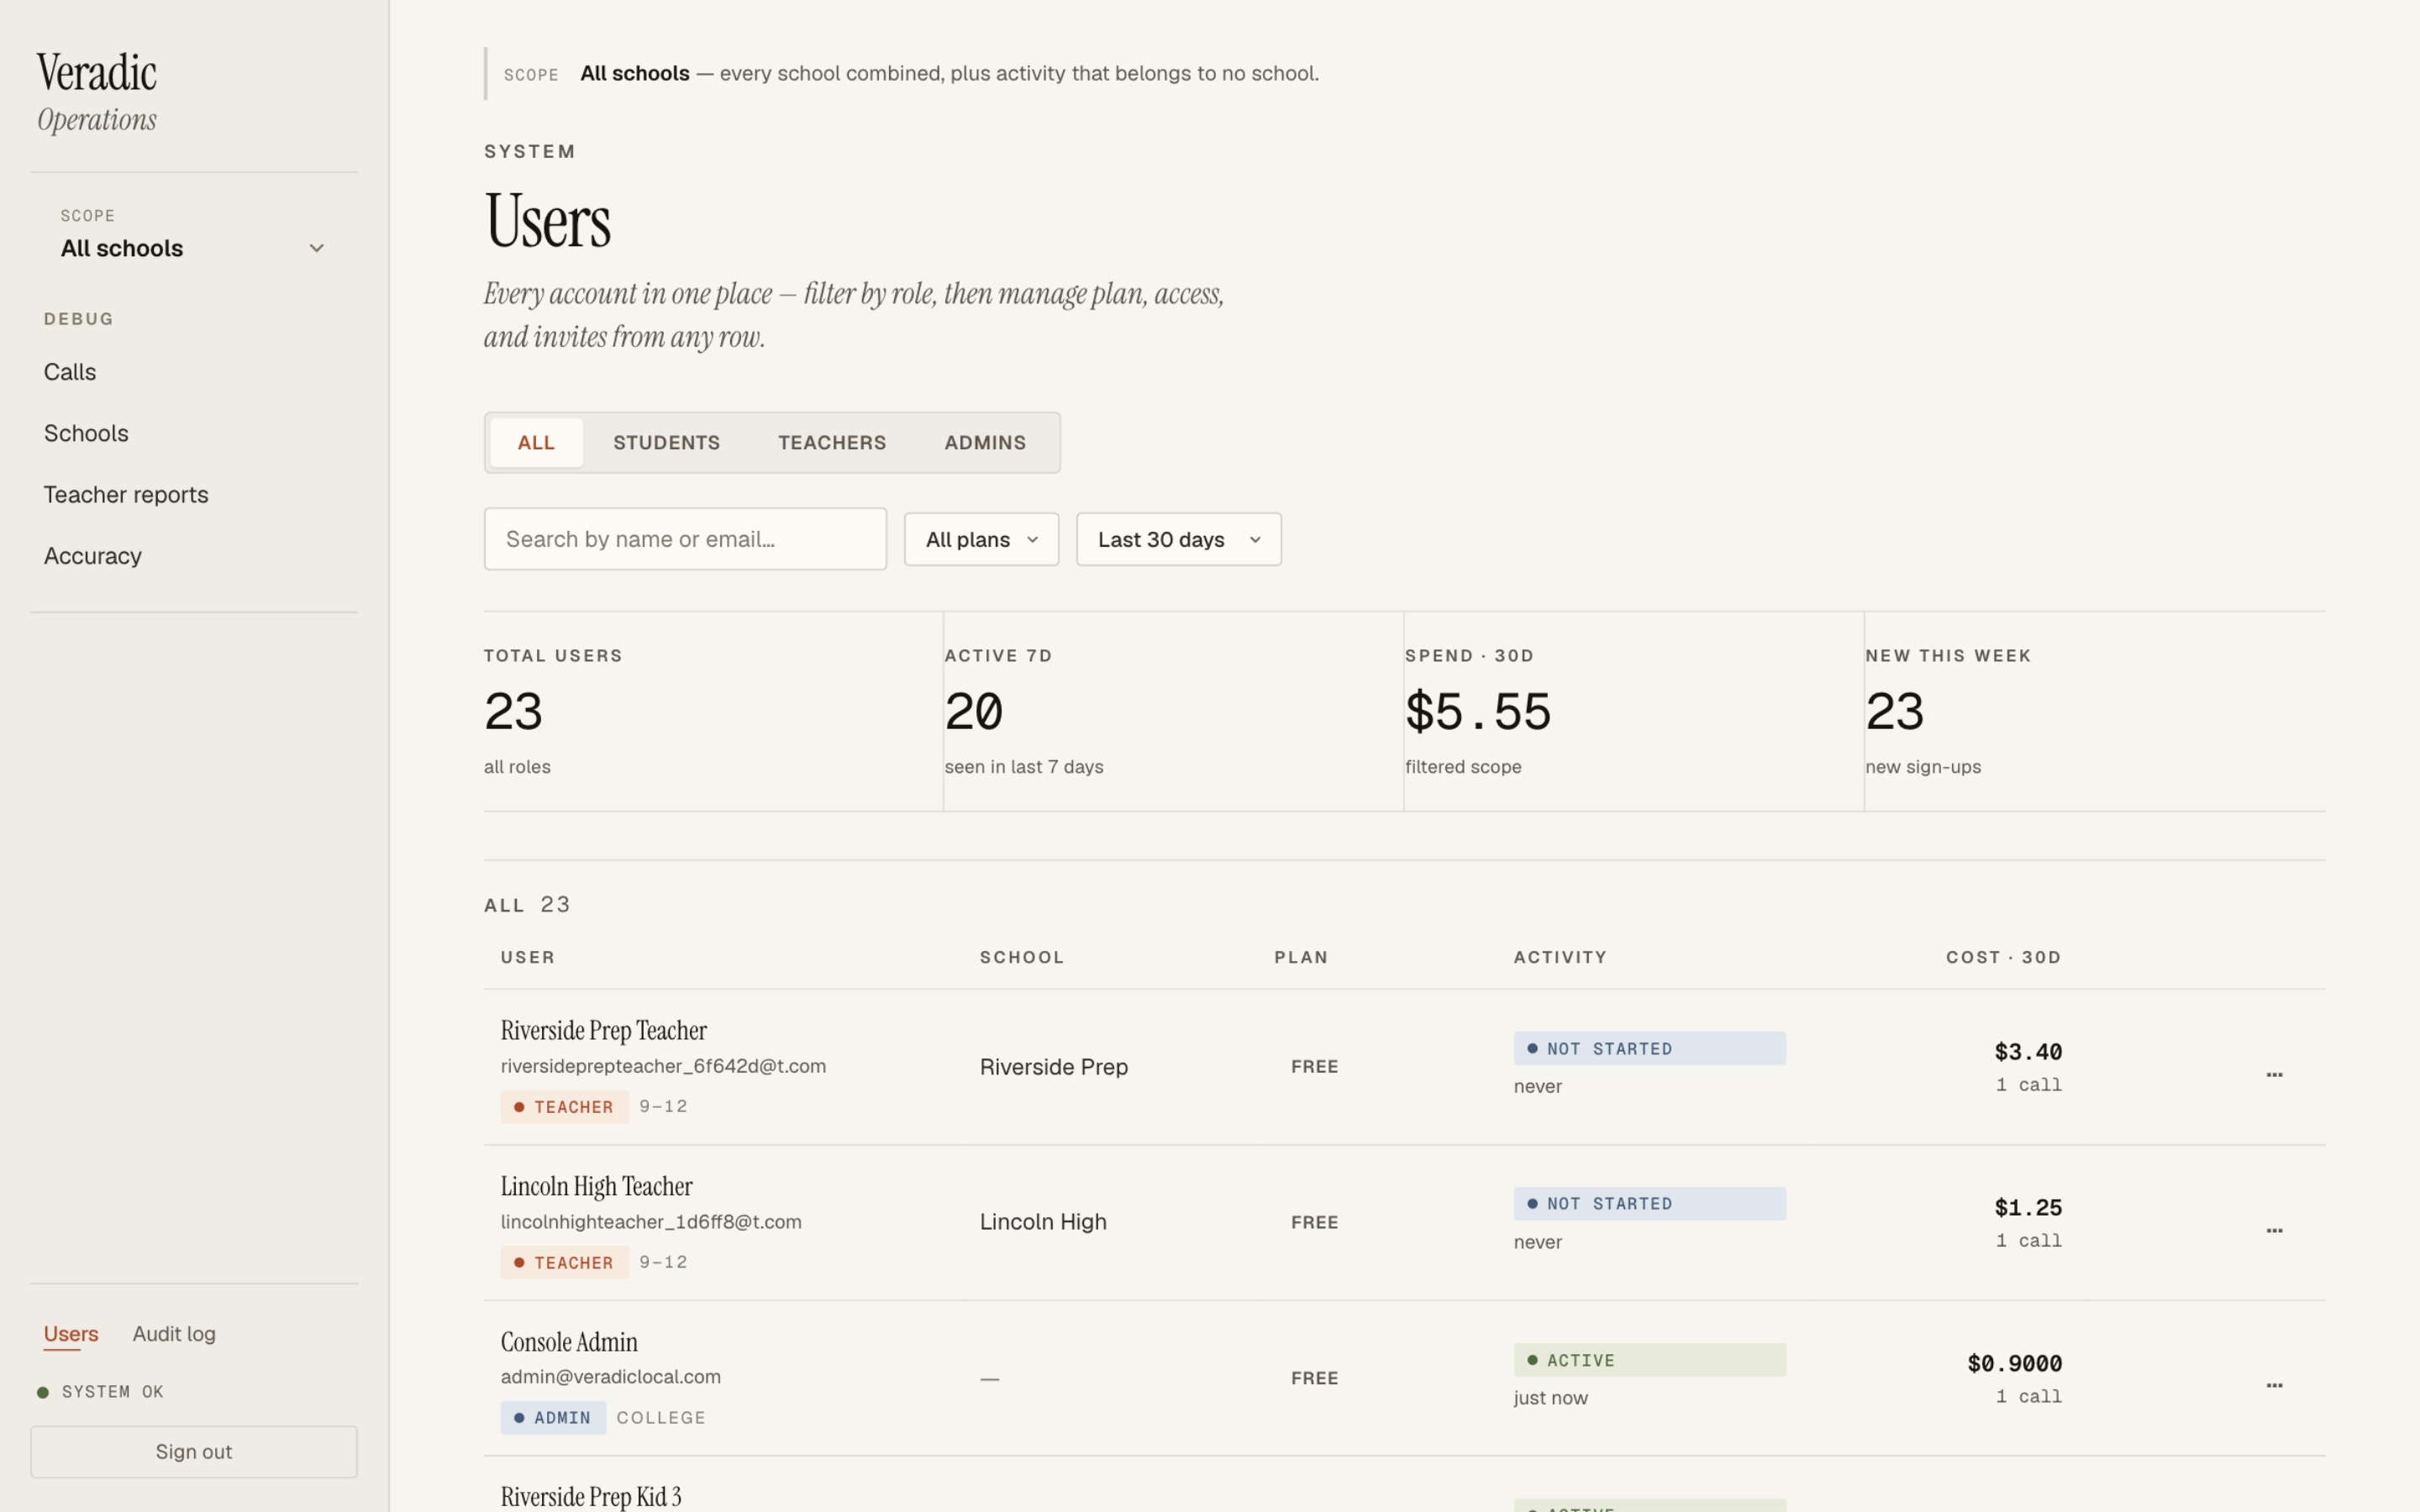 Veradic
Operations
SCOPE
All schools
DEBUG
Calls
Schools
Teacher reports
Accuracy
Users Audit log
SYSTEM OK
Sign out
SCOPE All schools — every school combined, plus activity that belongs to no school.
SYSTEM
Users
Every account in one place — filter by role, then manage plan, access,
and invites from any row.
ALL STUDENTS TEACHERS ADMINS
Search by name or email... All plans Last 30 days
TOTAL USERS ACTIVE 7D SPEND · 30D NEW THIS WEEK
23 20 $5.55 23
all roles seen in last 7 days filtered scope new sign-ups
ALL 23
USER SCHOOL PLAN ACTIVITY COST · 30D
Riverside Prep Teacher
riversideprepteacher_6f642d@t.com
TEACHER 9–12
Riverside Prep
FREE
NOT STARTED
never
$3.40
1 call
...
Lincoln High Teacher
lincolnhighteacher_1d6ff8@t.com
TEACHER 9–12
Lincoln High
FREE
NOT STARTED
never
$1.25
1 call
...
Console Admin
admin@veradiclocal.com
ADMIN COLLEGE
—
FREE
ACTIVE
just now
$0.9000
1 call
...
Riverside Prep Kid 3